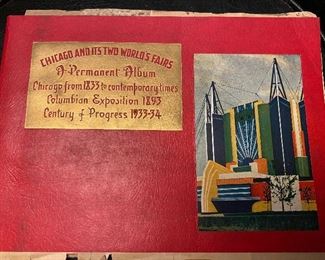 CHICAGO AND ITS TWO WORLD'S FAIRS
A Permanent Album
Chicago from 1833 to contemporary times
Columbian Exposition 1893
Century of Progress 1933-34